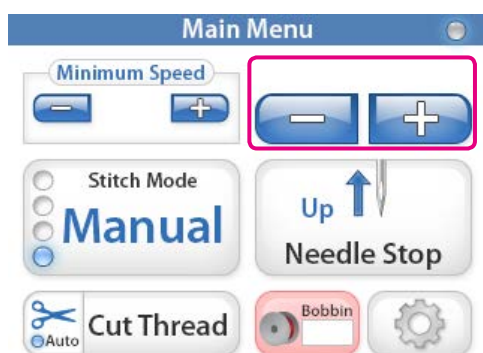 Main Menu
Minimum Speed
− +
− +
Stitch Mode
Manual
Up
Needle Stop
Auto
Cut Thread
Bobbin